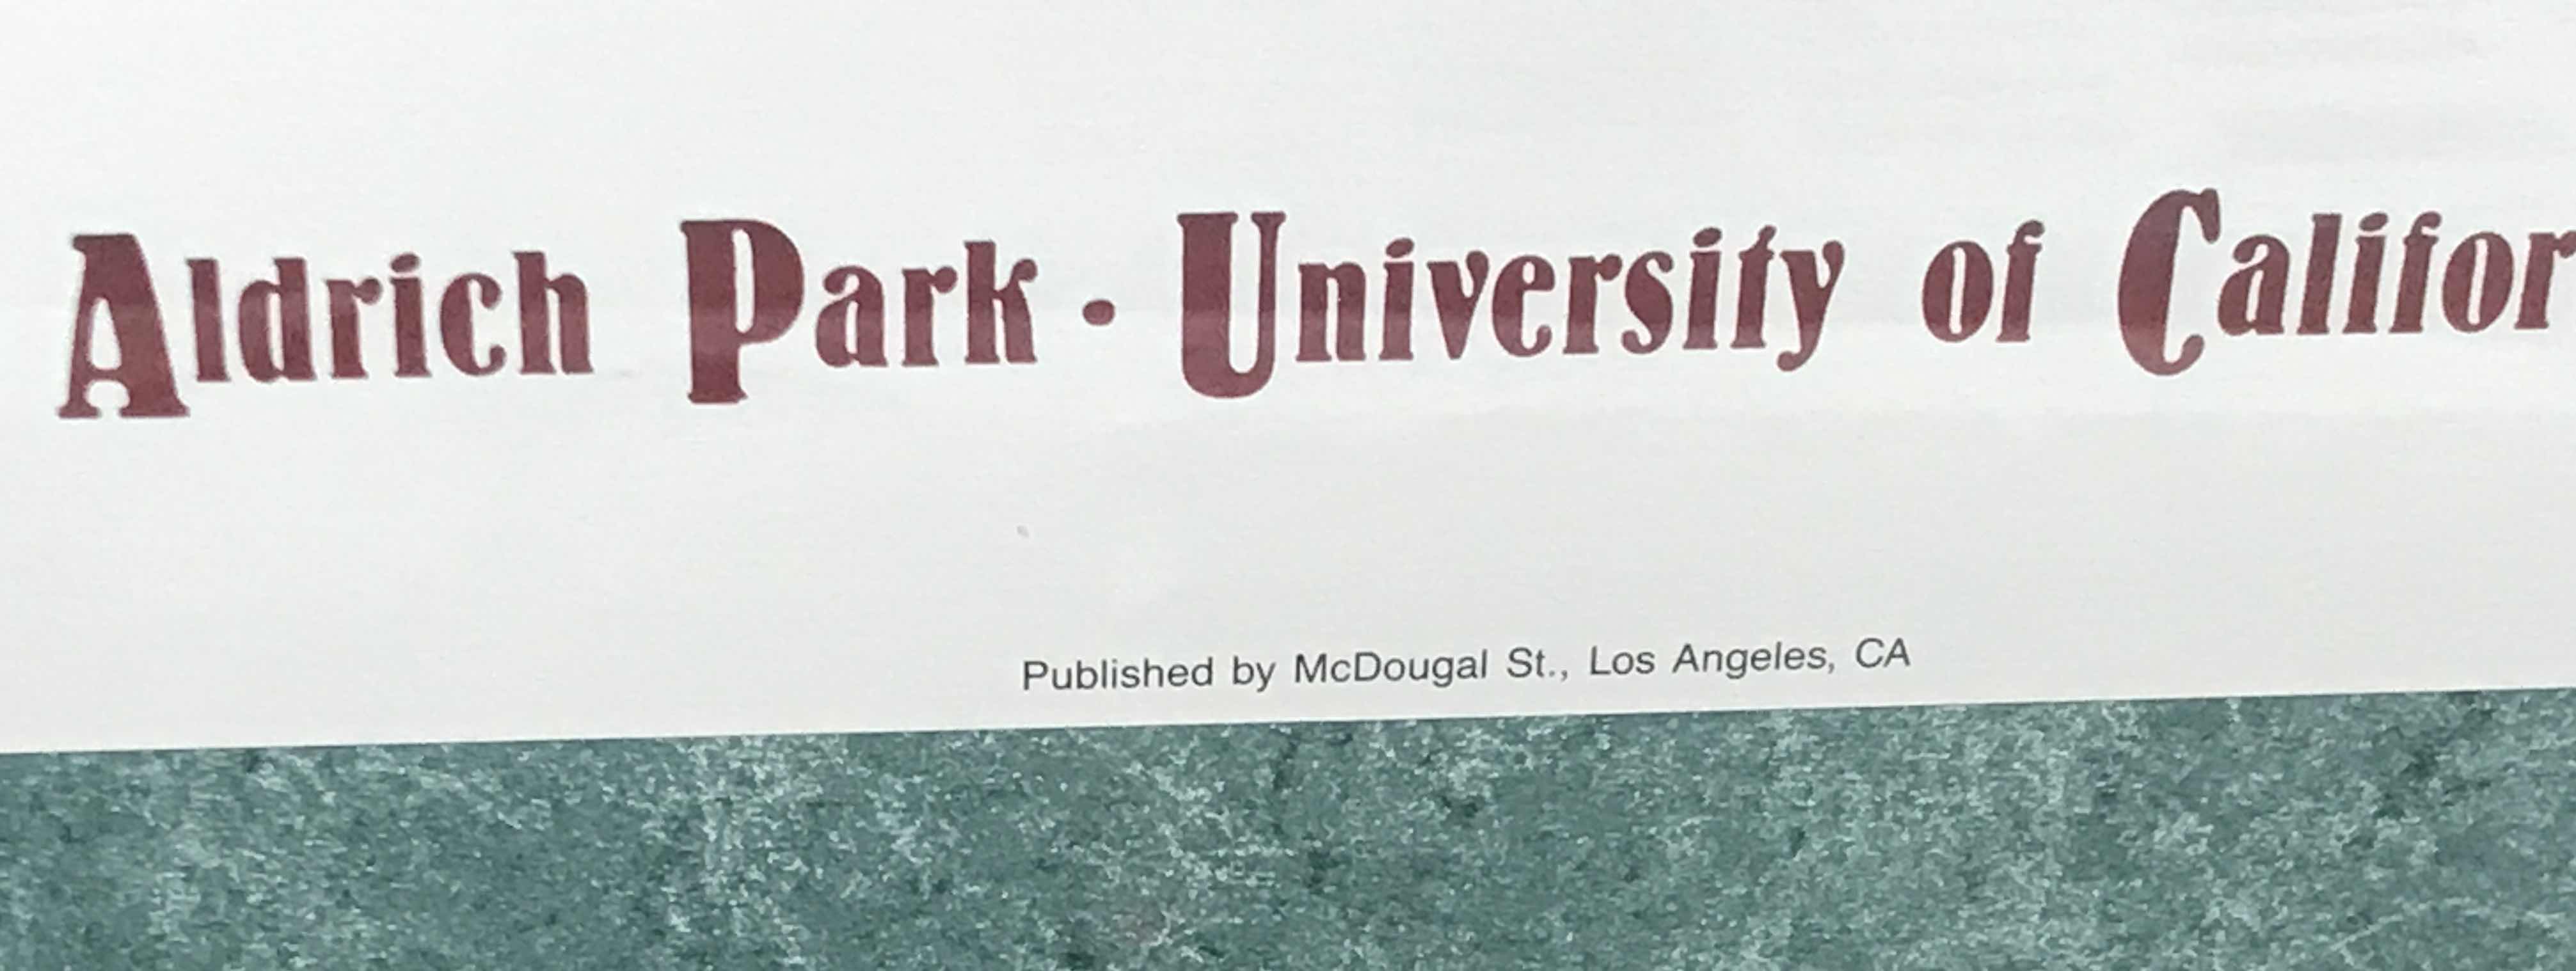 Aldrich Park · University of Califor
Published by McDougal St., Los Angeles, CA